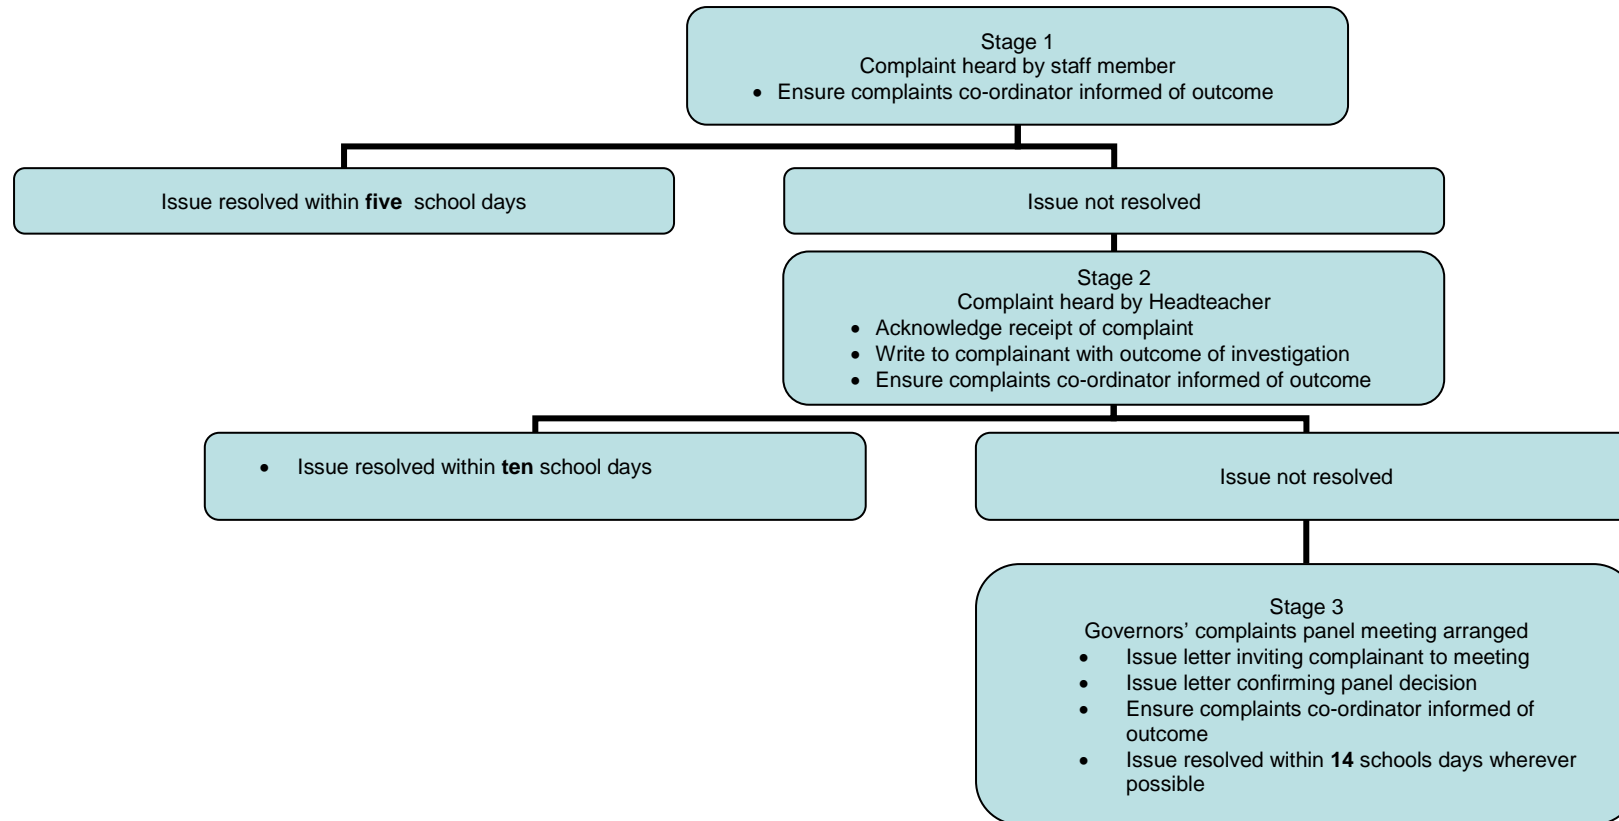 Stage 1
Complaint heard by staff member
• Ensure complaints co-ordinator informed of outcome
Issue resolved within five  school days
Issue not resolved
Stage 2
Complaint heard by Headteacher
• Acknowledge receipt of complaint
• Write to complainant with outcome of investigation
• Ensure complaints co-ordinator informed of outcome
• Issue resolved within ten school days
Issue not resolved
Stage 3
Governors’ complaints panel meeting arranged
• Issue letter inviting complainant to meeting
• Issue letter confirming panel decision
• Ensure complaints co-ordinator informed of
outcome
• Issue resolved within 14 schools days wherever
possible